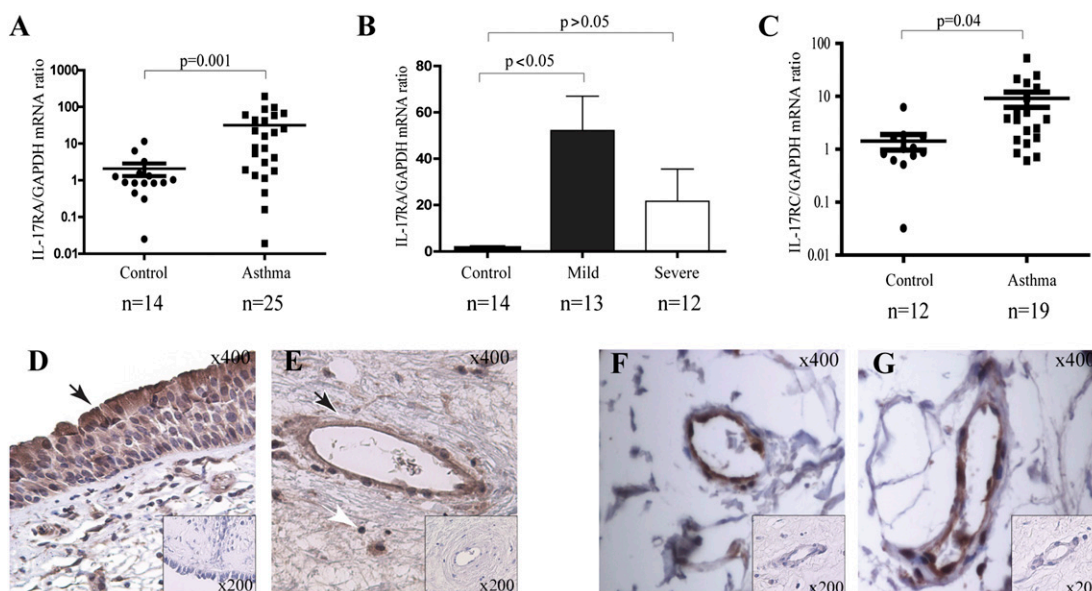 A
IL-17RA/GAPDH mRNA ratio
p=0.001
1000
100
10
1
0.1
0.01
Control
Asthma
n=14
n=25
B
IL-17RA/GAPDH mRNA ratio
p>0.05
p<0.05
80
60
40
20
0
Control
Mild
Severe
n=14
n=13
n=12
C
IL-17RC/GAPDH mRNA ratio
p=0.04
100
10
1
0.1
0.01
Control
Asthma
n=12
n=19
D
x400
x200
E
x400
x200
F
x400
x200
G
x400
x20